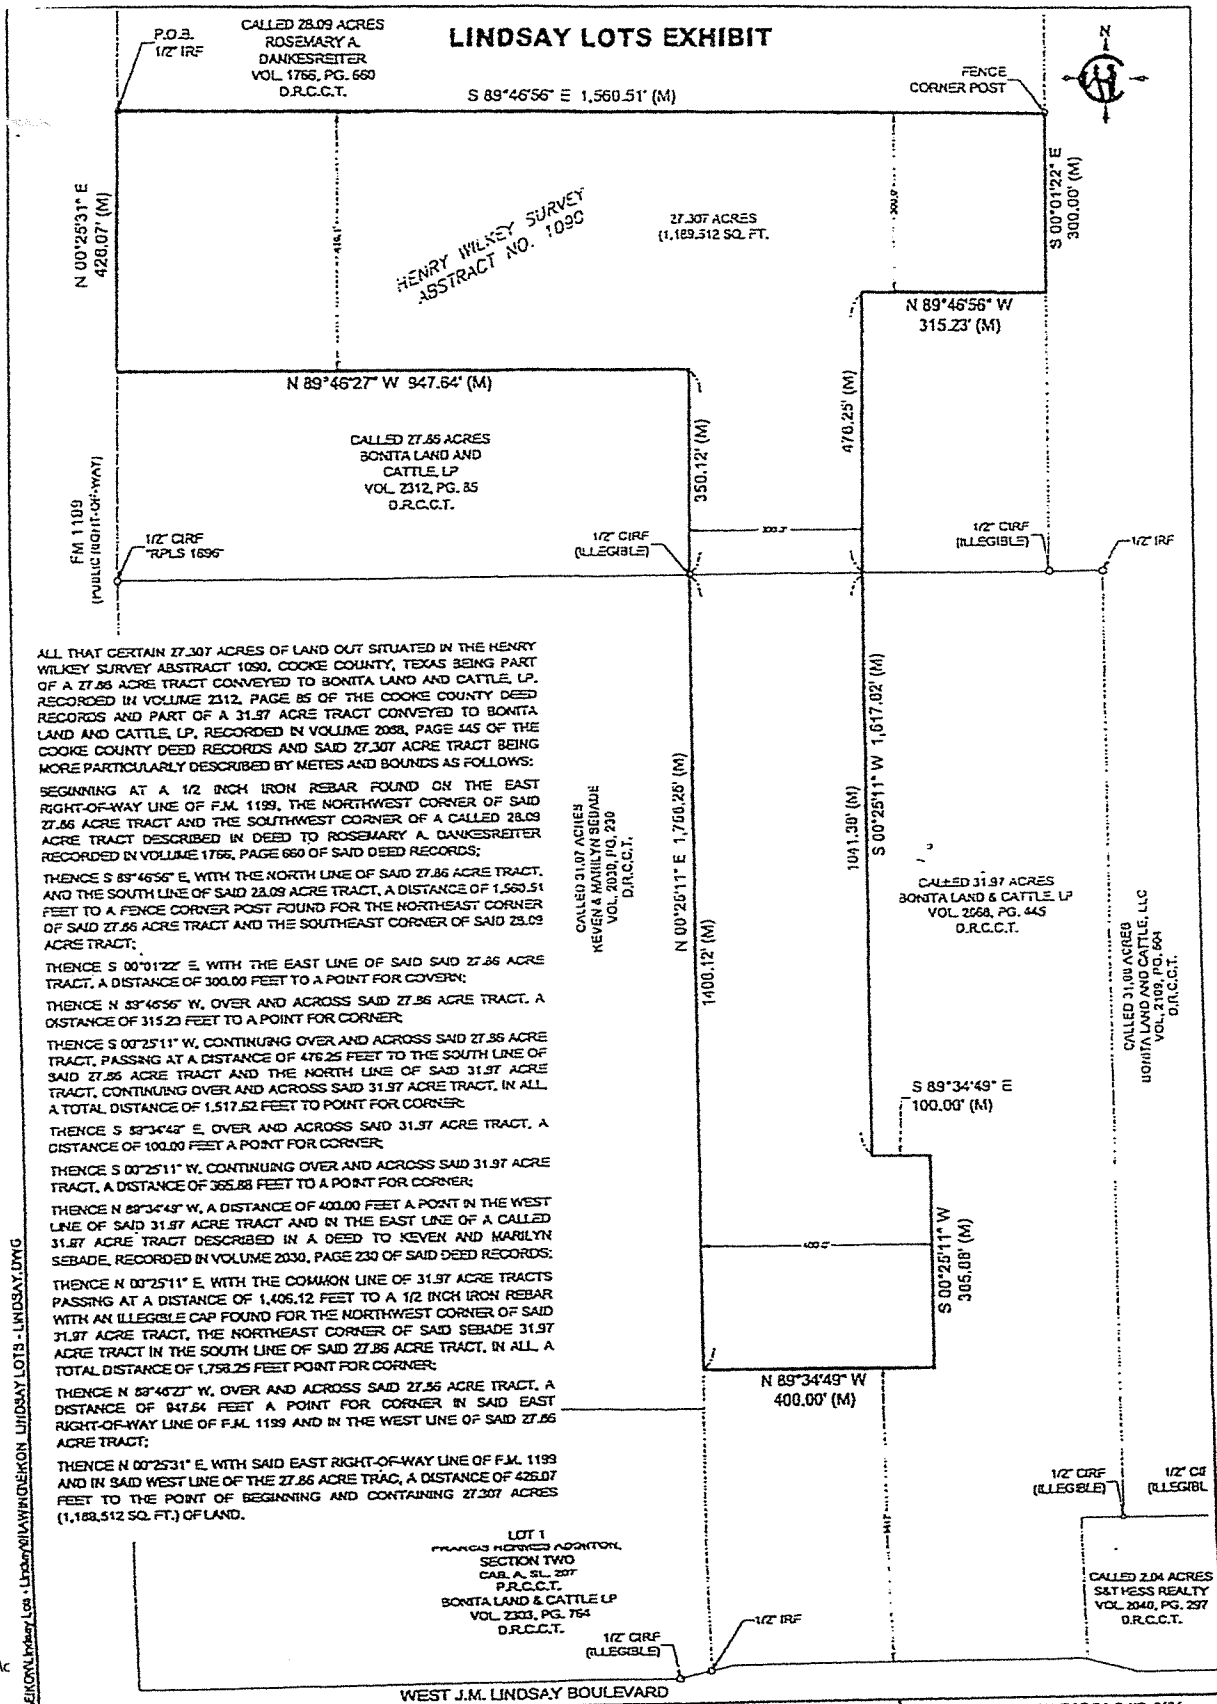 LINDSAY LOTS EXHIBIT
P.O.B.
1/2" IRF
CALLED 28.09 ACRES
ROSEMARY A.
DANKESREITER
VOL. 1766, PG. 660
D.R.C.C.T.
S 89°46'56" E 1,560.51' (M)
FENCE
CORNER POST
N
N 00°25'31" E
426.07' (M)
HENRY WILKEY SURVEY
ABSTRACT NO. 1090
27.307 ACRES
(1,189,512 SQ. FT.
S 00°01'22" E
300.00' (M)
N 89°46'56" W
315.23' (M)
N 89°46'27" W 947.64' (M)
CALLED 27.86 ACRES
BONITA LAND AND
CATTLE, LP
VOL. 2312, PG. 85
D.R.C.C.T.
350.12' (M)
476.25' (M)
FM 1199
(PUBLIC RIGHT-OF-WAY)
1/2" CIRF
"RPLS 1696"
1/2" CIRF
(ILLEGIBLE)
1/2" CIRF
(ILLEGIBLE)
1/2" IRF
ALL THAT CERTAIN 27.307 ACRES OF LAND OUT SITUATED IN THE HENRY
WILKEY SURVEY ABSTRACT 1090, COOKE COUNTY, TEXAS BEING PART
OF A 27.86 ACRE TRACT CONVEYED TO BONITA LAND AND CATTLE, LP.
RECORDED IN VOLUME 2312, PAGE 85 OF THE COOKE COUNTY DEED
RECORDS AND PART OF A 31.97 ACRE TRACT CONVEYED TO BONITA
LAND AND CATTLE, LP, RECORDED IN VOLUME 2068, PAGE 445 OF THE
COOKE COUNTY DEED RECORDS AND SAID 27.307 ACRE TRACT BEING
MORE PARTICULARLY DESCRIBED BY METES AND BOUNDS AS FOLLOWS:
BEGINNING AT A 1/2 INCH IRON REBAR FOUND ON THE EAST
RIGHT-OF-WAY LINE OF F.M. 1199, THE NORTHWEST CORNER OF SAID
27.86 ACRE TRACT AND THE SOUTHWEST CORNER OF A CALLED 28.09
ACRE TRACT DESCRIBED IN DEED TO ROSEMARY A. DANKESREITER
RECORDED IN VOLUME 1766, PAGE 660 OF SAID DEED RECORDS;
THENCE S 89°46'56" E, WITH THE NORTH LINE OF SAID 27.86 ACRE TRACT,
AND THE SOUTH LINE OF SAID 28.09 ACRE TRACT, A DISTANCE OF 1,560.51
FEET TO A FENCE CORNER POST FOUND FOR THE NORTHEAST CORNER
OF SAID 27.86 ACRE TRACT AND THE SOUTHEAST CORNER OF SAID 28.09
ACRE TRACT;
THENCE S 00°01'22" E, WITH THE EAST LINE OF SAID SAID 27.86 ACRE
TRACT, A DISTANCE OF 300.00 FEET TO A POINT FOR COVERN;
THENCE N 89°46'56" W, OVER AND ACROSS SAID 27.86 ACRE TRACT, A
DISTANCE OF 315.23 FEET TO A POINT FOR CORNER;
THENCE S 00°25'11" W, CONTINUING OVER AND ACROSS SAID 27.86 ACRE
TRACT, PASSING AT A DISTANCE OF 476.25 FEET TO THE SOUTH LINE OF
SAID 27.86 ACRE TRACT AND THE NORTH LINE OF SAID 31.97 ACRE
TRACT, CONTINUING OVER AND ACROSS SAID 31.97 ACRE TRACT, IN ALL
A TOTAL DISTANCE OF 1,517.62 FEET TO POINT FOR CORNER;
THENCE S 89°34'49" E, OVER AND ACROSS SAID 31.97 ACRE TRACT, A
DISTANCE OF 100.00 FEET A POINT FOR CORNER;
THENCE S 00°25'11" W, CONTINUING OVER AND ACROSS SAID 31.97 ACRE
TRACT, A DISTANCE OF 365.88 FEET TO A POINT FOR CORNER;
THENCE N 89°34'49" W, A DISTANCE OF 400.00 FEET A POINT IN THE WEST
LINE OF SAID 31.97 ACRE TRACT AND IN THE EAST LINE OF A CALLED
31.97 ACRE TRACT DESCRIBED IN A DEED TO KEVEN AND MARILYN
SEBADE, RECORDED IN VOLUME 2030, PAGE 230 OF SAID DEED RECORDS;
THENCE N 00°25'11" E, WITH THE COMMON LINE OF 31.97 ACRE TRACTS
PASSING AT A DISTANCE OF 1,406.12 FEET TO A 1/2 INCH IRON REBAR
WITH AN ILLEGIBLE CAP FOUND FOR THE NORTHWEST CORNER OF SAID
31.97 ACRE TRACT, THE NORTHEAST CORNER OF SAID SEBADE 31.97
ACRE TRACT IN THE SOUTH LINE OF SAID 27.86 ACRE TRACT, IN ALL, A
TOTAL DISTANCE OF 1,756.25 FEET POINT FOR CORNER;
THENCE N 89°46'27" W, OVER AND ACROSS SAID 27.86 ACRE TRACT, A
DISTANCE OF 947.64 FEET A POINT FOR CORNER IN SAID EAST
RIGHT-OF-WAY LINE OF F.M. 1199 AND IN THE WEST LINE OF SAID 27.86
ACRE TRACT;
THENCE N 00°25'31" E, WITH SAID EAST RIGHT-OF-WAY LINE OF F.M. 1199
AND IN SAID WEST LINE OF THE 27.86 ACRE TRAC, A DISTANCE OF 426.07
FEET TO THE POINT OF BEGINNING AND CONTAINING 27.307 ACRES
(1,189,512 SQ. FT.) OF LAND.
CALLED 31.97 ACRES
KEVEN & MARILYN SEBADE
VOL. 2030, PG. 230
D.R.C.C.T.
N 00°25'11" E 1,756.25' (M)
1406.12' (M)
1041.38' (M)
S 00°25'11" W 1,517.62' (M)
CALLED 31.97 ACRES
BONITA LAND & CATTLE LP
VOL. 2068, PG. 445
D.R.C.C.T.
CALLED 31.98 ACRES
BONITA LAND AND CATTLE, LLC
VOL. 2109, PG. 604
D.R.C.C.T.
S 89°34'49" E
100.00' (M)
S 00°25'11" W
365.88' (M)
N 89°34'49" W
400.00' (M)
1/2" CIRF
(ILLEGIBLE)
LOT 1
FRANCIS HERMES ADDITION,
SECTION TWO
CAB. A, SL. 207
P.R.C.C.T.
BONITA LAND & CATTLE LP
VOL. 2303, PG. 764
D.R.C.C.T.
CALLED 2.04 ACRES
S&T HESS REALTY
VOL. 2040, PG. 297
D.R.C.C.T.
1/2" CIRF
(ILLEGIBLE)
1/2" IRF
WEST J.M. LINDSAY BOULEVARD